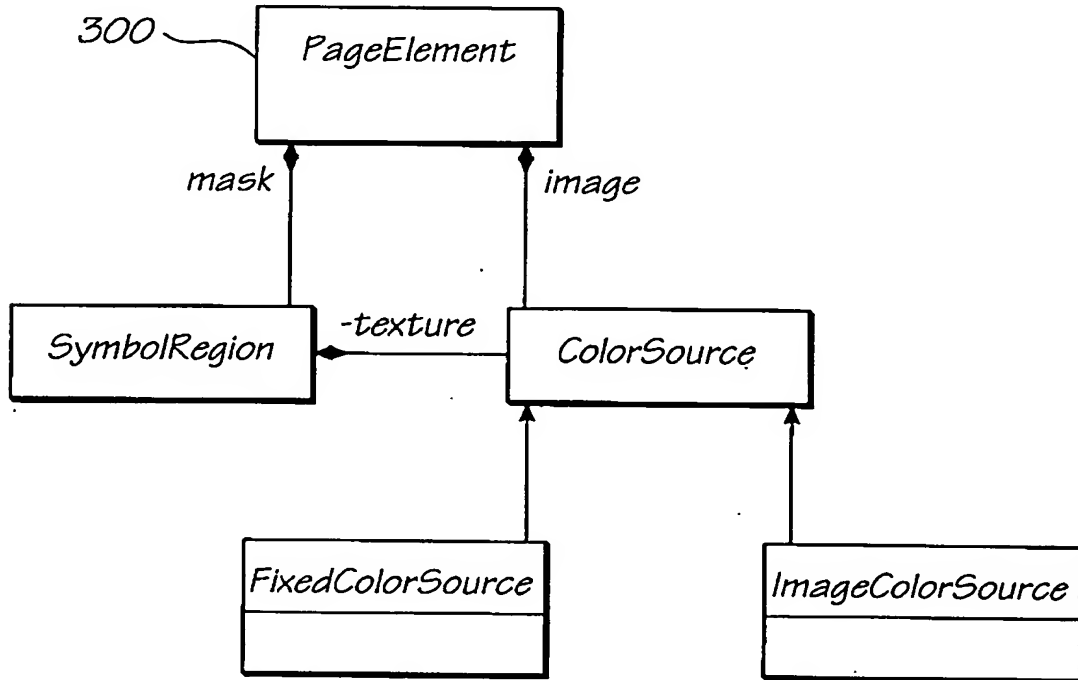 300
PageElement
mask
image
SymbolRegion
-texture
ColorSource
FixedColorSource
ImageColorSource